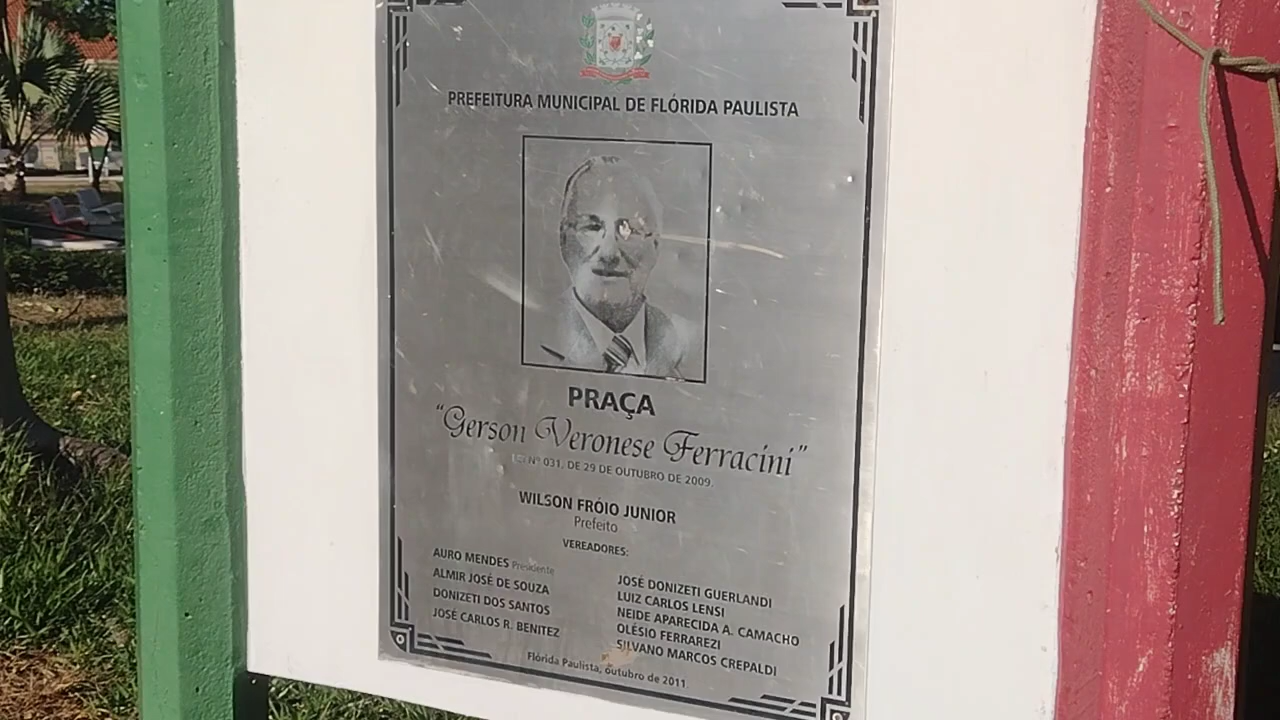 PREFEITURA MUNICIPAL DE FLÓRIDA PAULISTA
PRAÇA
"Gerson Veronese Ferracini"
LEI Nº 031, DE 29 DE OUTUBRO DE 2009.
WILSON FRÓIO JUNIOR
Prefeito
VEREADORES:
AURO MENDES Presidente
ALMIR JOSÉ DE SOUZA
DONIZETI DOS SANTOS
JOSÉ CARLOS R. BENITEZ
JOSÉ DONIZETI GUERLANDI
LUIZ CARLOS LENSI
NEIDE APARECIDA A. CAMACHO
OLÉSIO FERRAREZI
SILVANO MARCOS CREPALDI
Flórida Paulista, outubro de 2011.